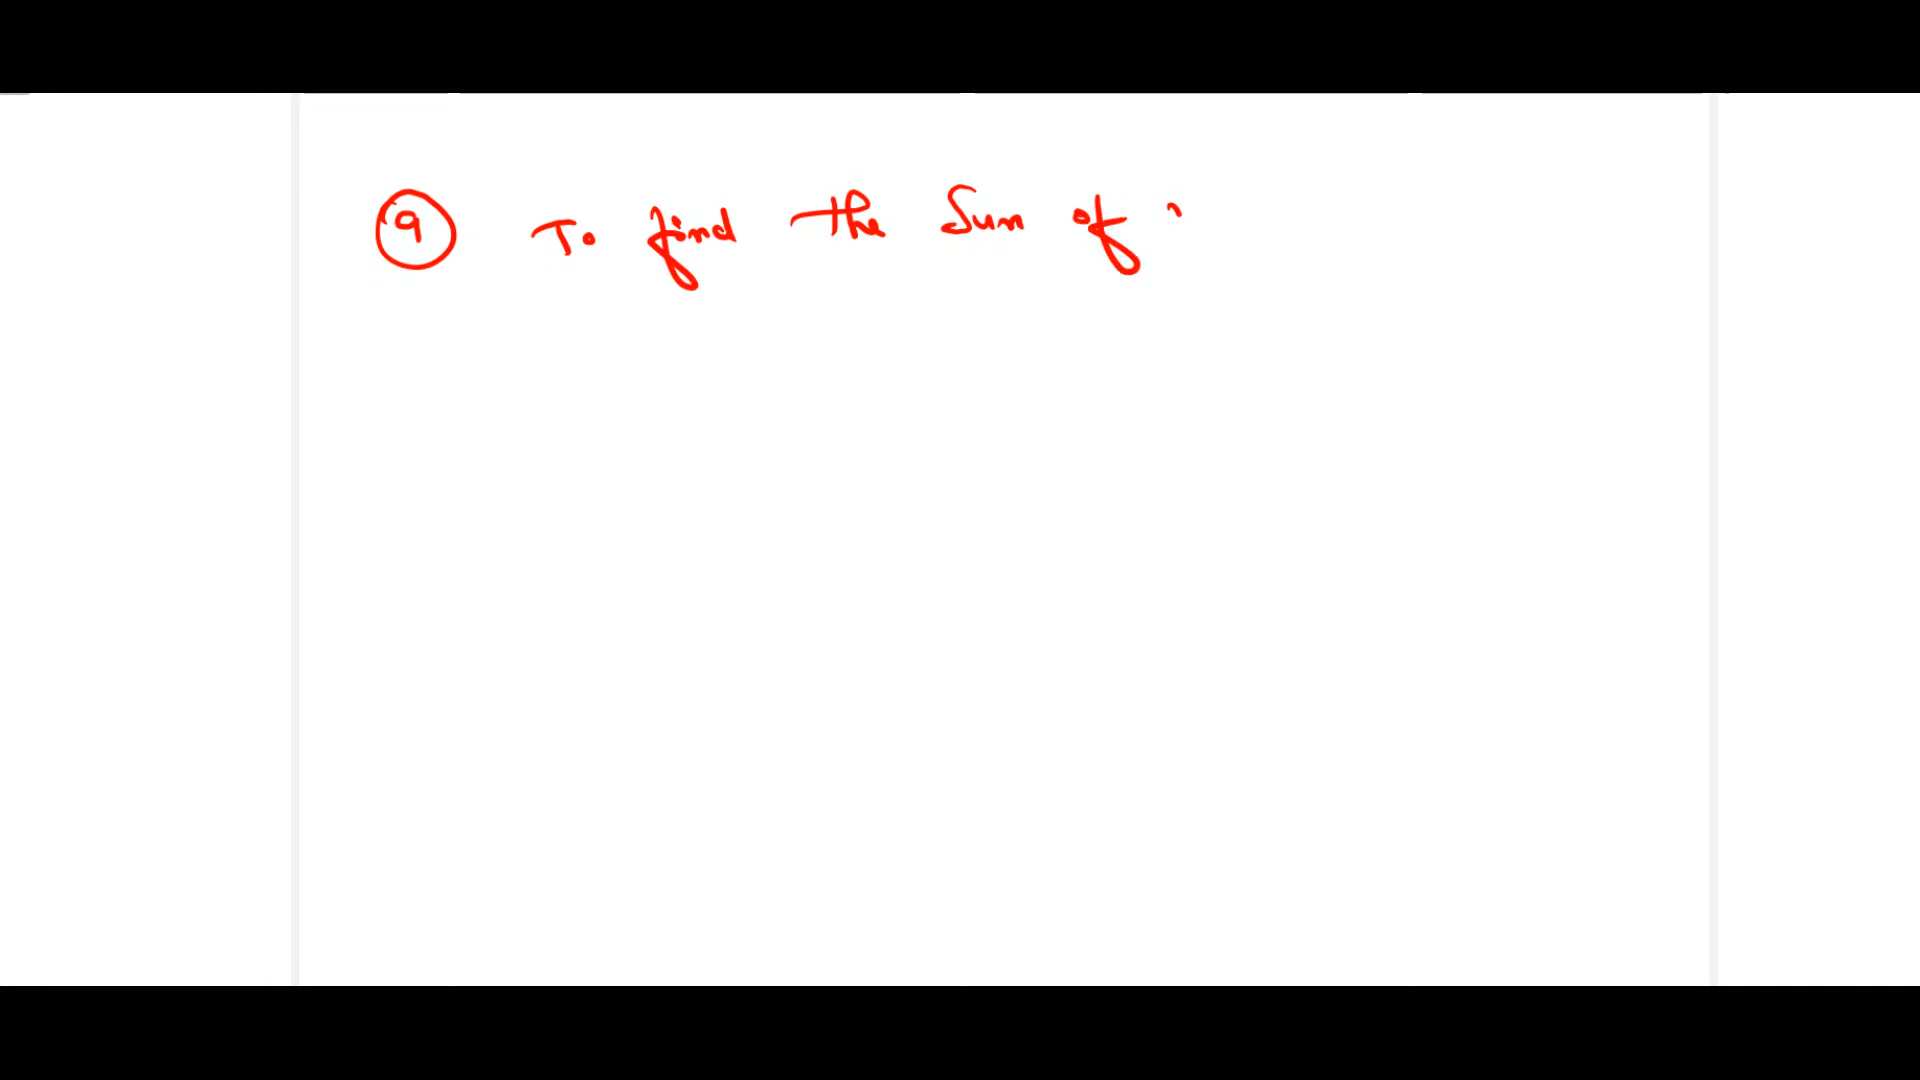 9 To find the Sum of